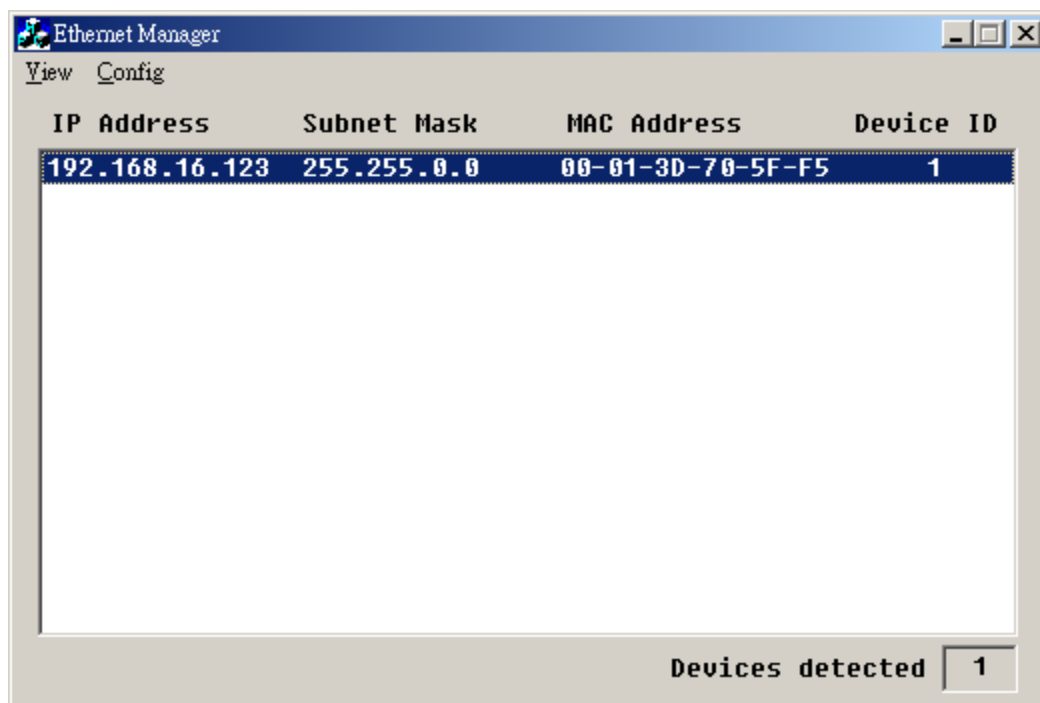 Ethernet Manager
View Config
IP Address Subnet Mask MAC Address Device ID
192.168.16.123 255.255.0.0 00-01-3D-70-5F-F5 1
Devices detected 1